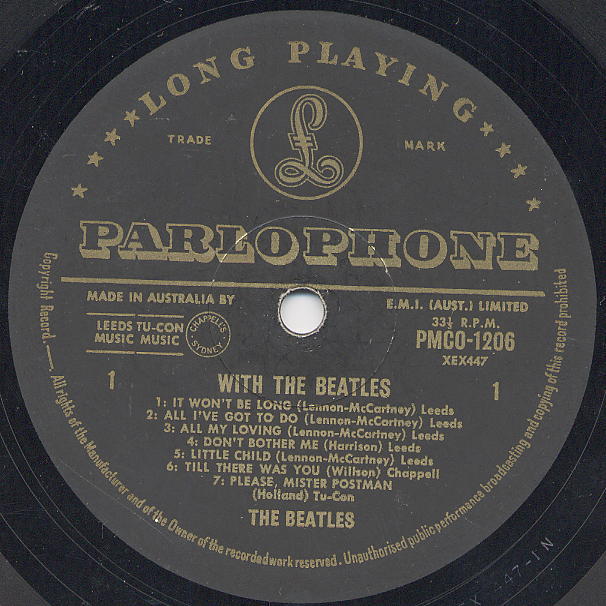 LONG PLAYING
TRADE MARK
£
PARLOPHONE
MADE IN AUSTRALIA BY
E.M.I. (AUST.) LIMITED
LEEDS TU-CON
MUSIC MUSIC
CHAPPELL'S
SYDNEY
33⅓ R.P.M.
PMCO-1206
XEX447
1
1
WITH THE BEATLES
1: IT WON'T BE LONG (Lennon-McCartney) Leeds
2: ALL I'VE GOT TO DO (Lennon-McCartney) Leeds
3: ALL MY LOVING (Lennon-McCartney) Leeds
4: DON'T BOTHER ME (Harrison) Leeds
5: LITTLE CHILD (Lennon-McCartney) Leeds
6: TILL THERE WAS YOU (Willson) Chappell
7: PLEASE, MISTER POSTMAN
(Holland) Tu-Con
THE BEATLES
Copyright Record.——. All rights of the Manufacturer and of the Owner of the recorded work reserved. Unauthorised public performance broadcasting and copying of this record prohibited
47-1N